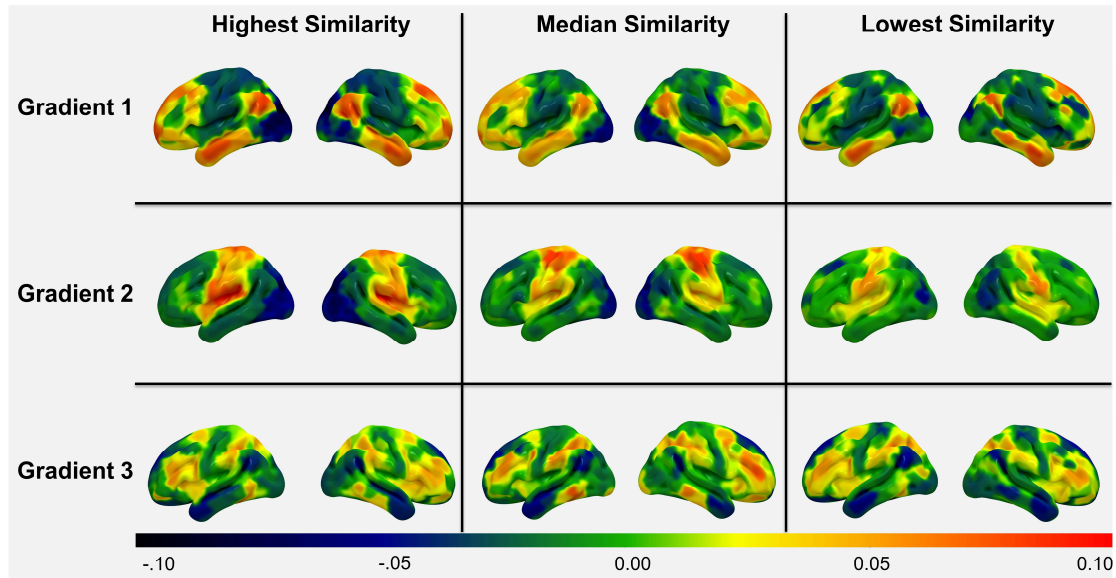 Highest Similarity Median Similarity Lowest Similarity
Gradient 1
Gradient 2
Gradient 3
-.10 -.05 0.00 0.05 0.10